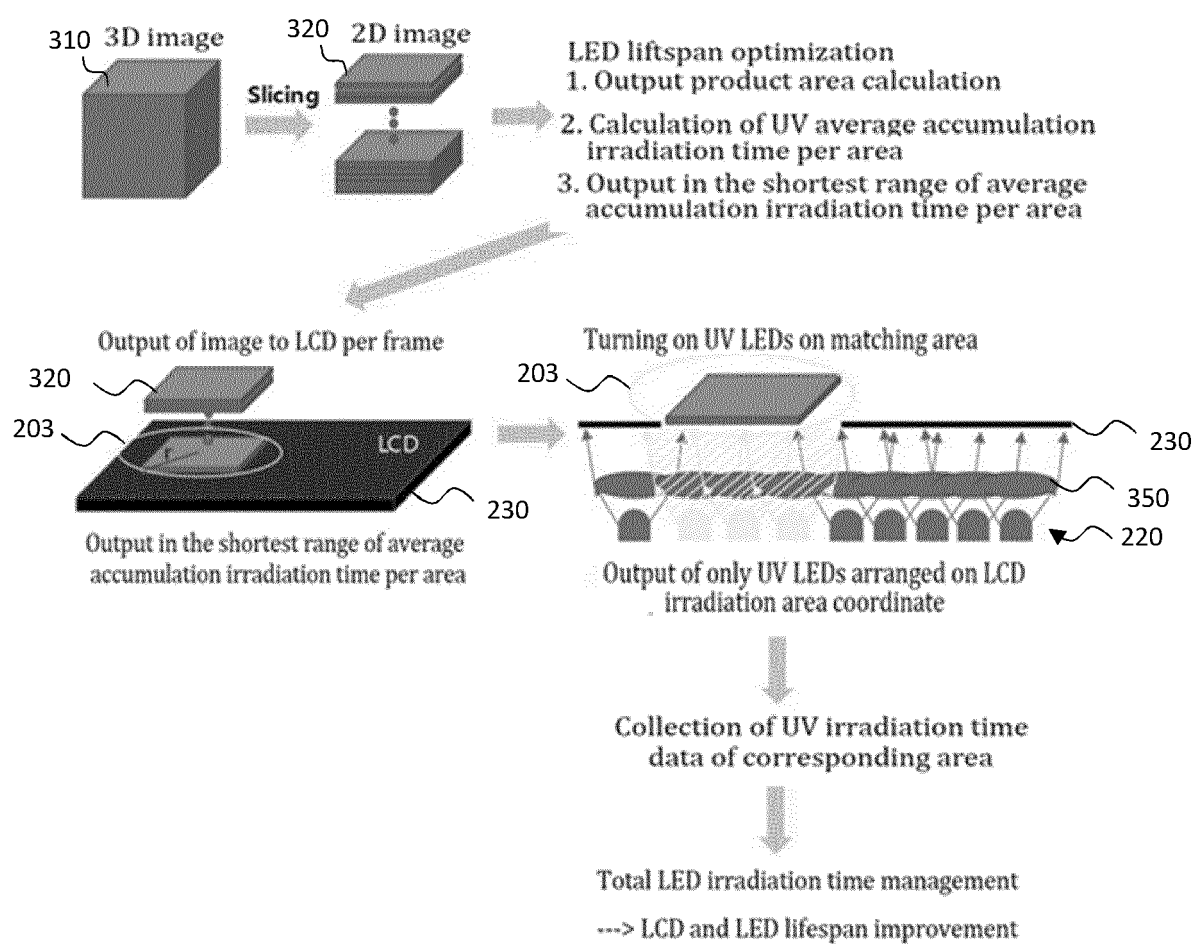 310
3D image
320
2D image
Slicing
LED liftspan optimization
1. Output product area calculation
2. Calculation of UV average accumulation
irradiation time per area
3. Output in the shortest range of average
accumulation irradiation time per area
Output of image to LCD per frame
320
203
r
LCD
230
Output in the shortest range of average
accumulation irradiation time per area
Turning on UV LEDs on matching area
203
230
350
220
Output of only UV LEDs arranged on LCD
irradiation area coordinate
Collection of UV irradiation time
data of corresponding area
Total LED irradiation time management
---> LCD and LED lifespan improvement